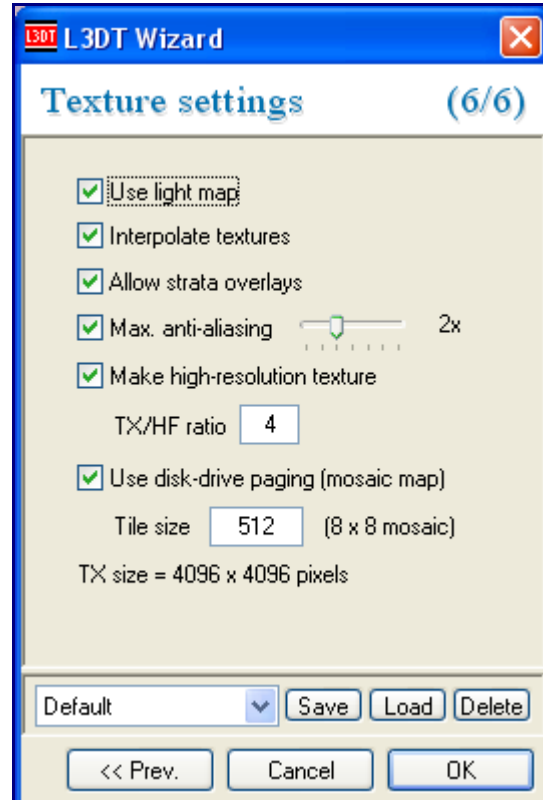 L3DT L3DT Wizard
Texture settings (6/6)
Use light map
Interpolate textures
Allow strata overlays
Max. anti-aliasing 2x
Make high-resolution texture
TX/HF ratio 4
Use disk-drive paging (mosaic map)
Tile size 512 (8 x 8 mosaic)
TX size = 4096 x 4096 pixels
Default Save Load Delete
<< Prev. Cancel OK